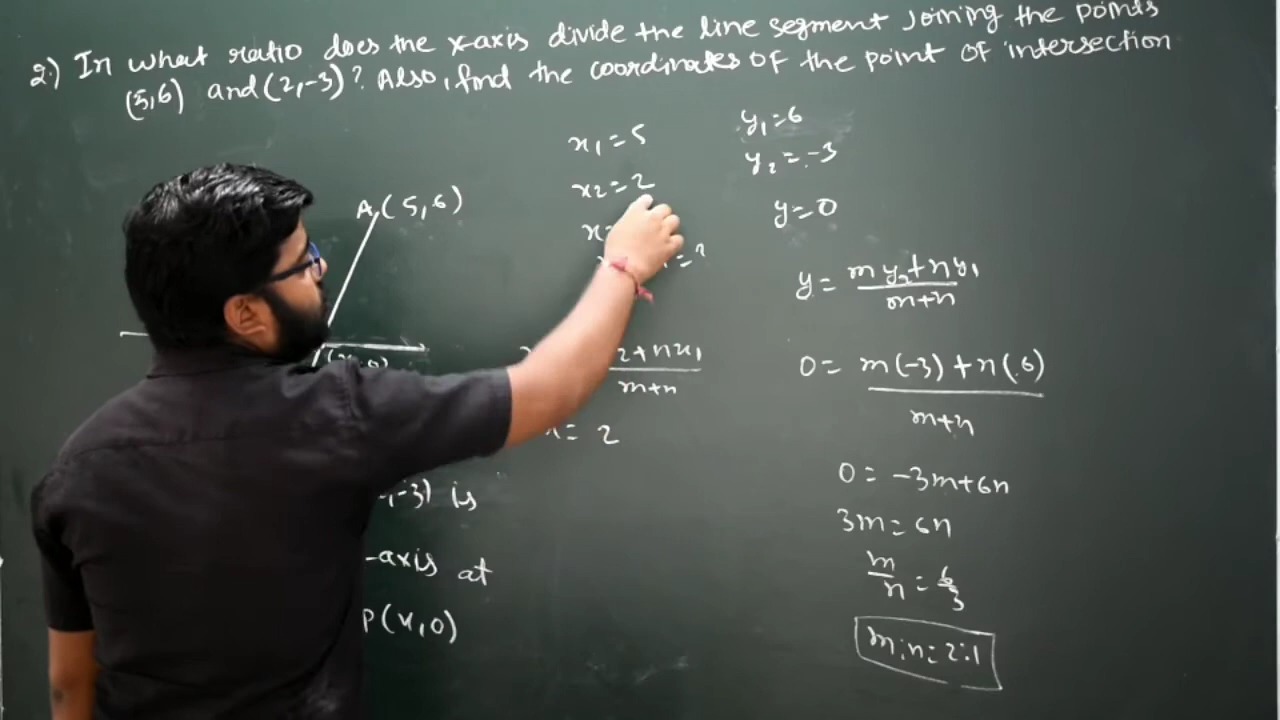 2.) In what ratio does the x-axis divide the line segment joining the points
(5,6) and (2,-3)? Also, find the coordinates of the point of intersection
x₁ = 5
x₂ = 2
x =
= ?
A (5,6)
y₁ = 6
y₂ = -3
y = 0
y = my₂+ny₁
m+n
2+nx₁
m+n
x = 2
0 = m(-3)+n(6)
m+n
0 = -3m+6n
3m = 6n
m
n = 6
3
m:n = 2:1
,-3) is
-axis at
P(x,0)